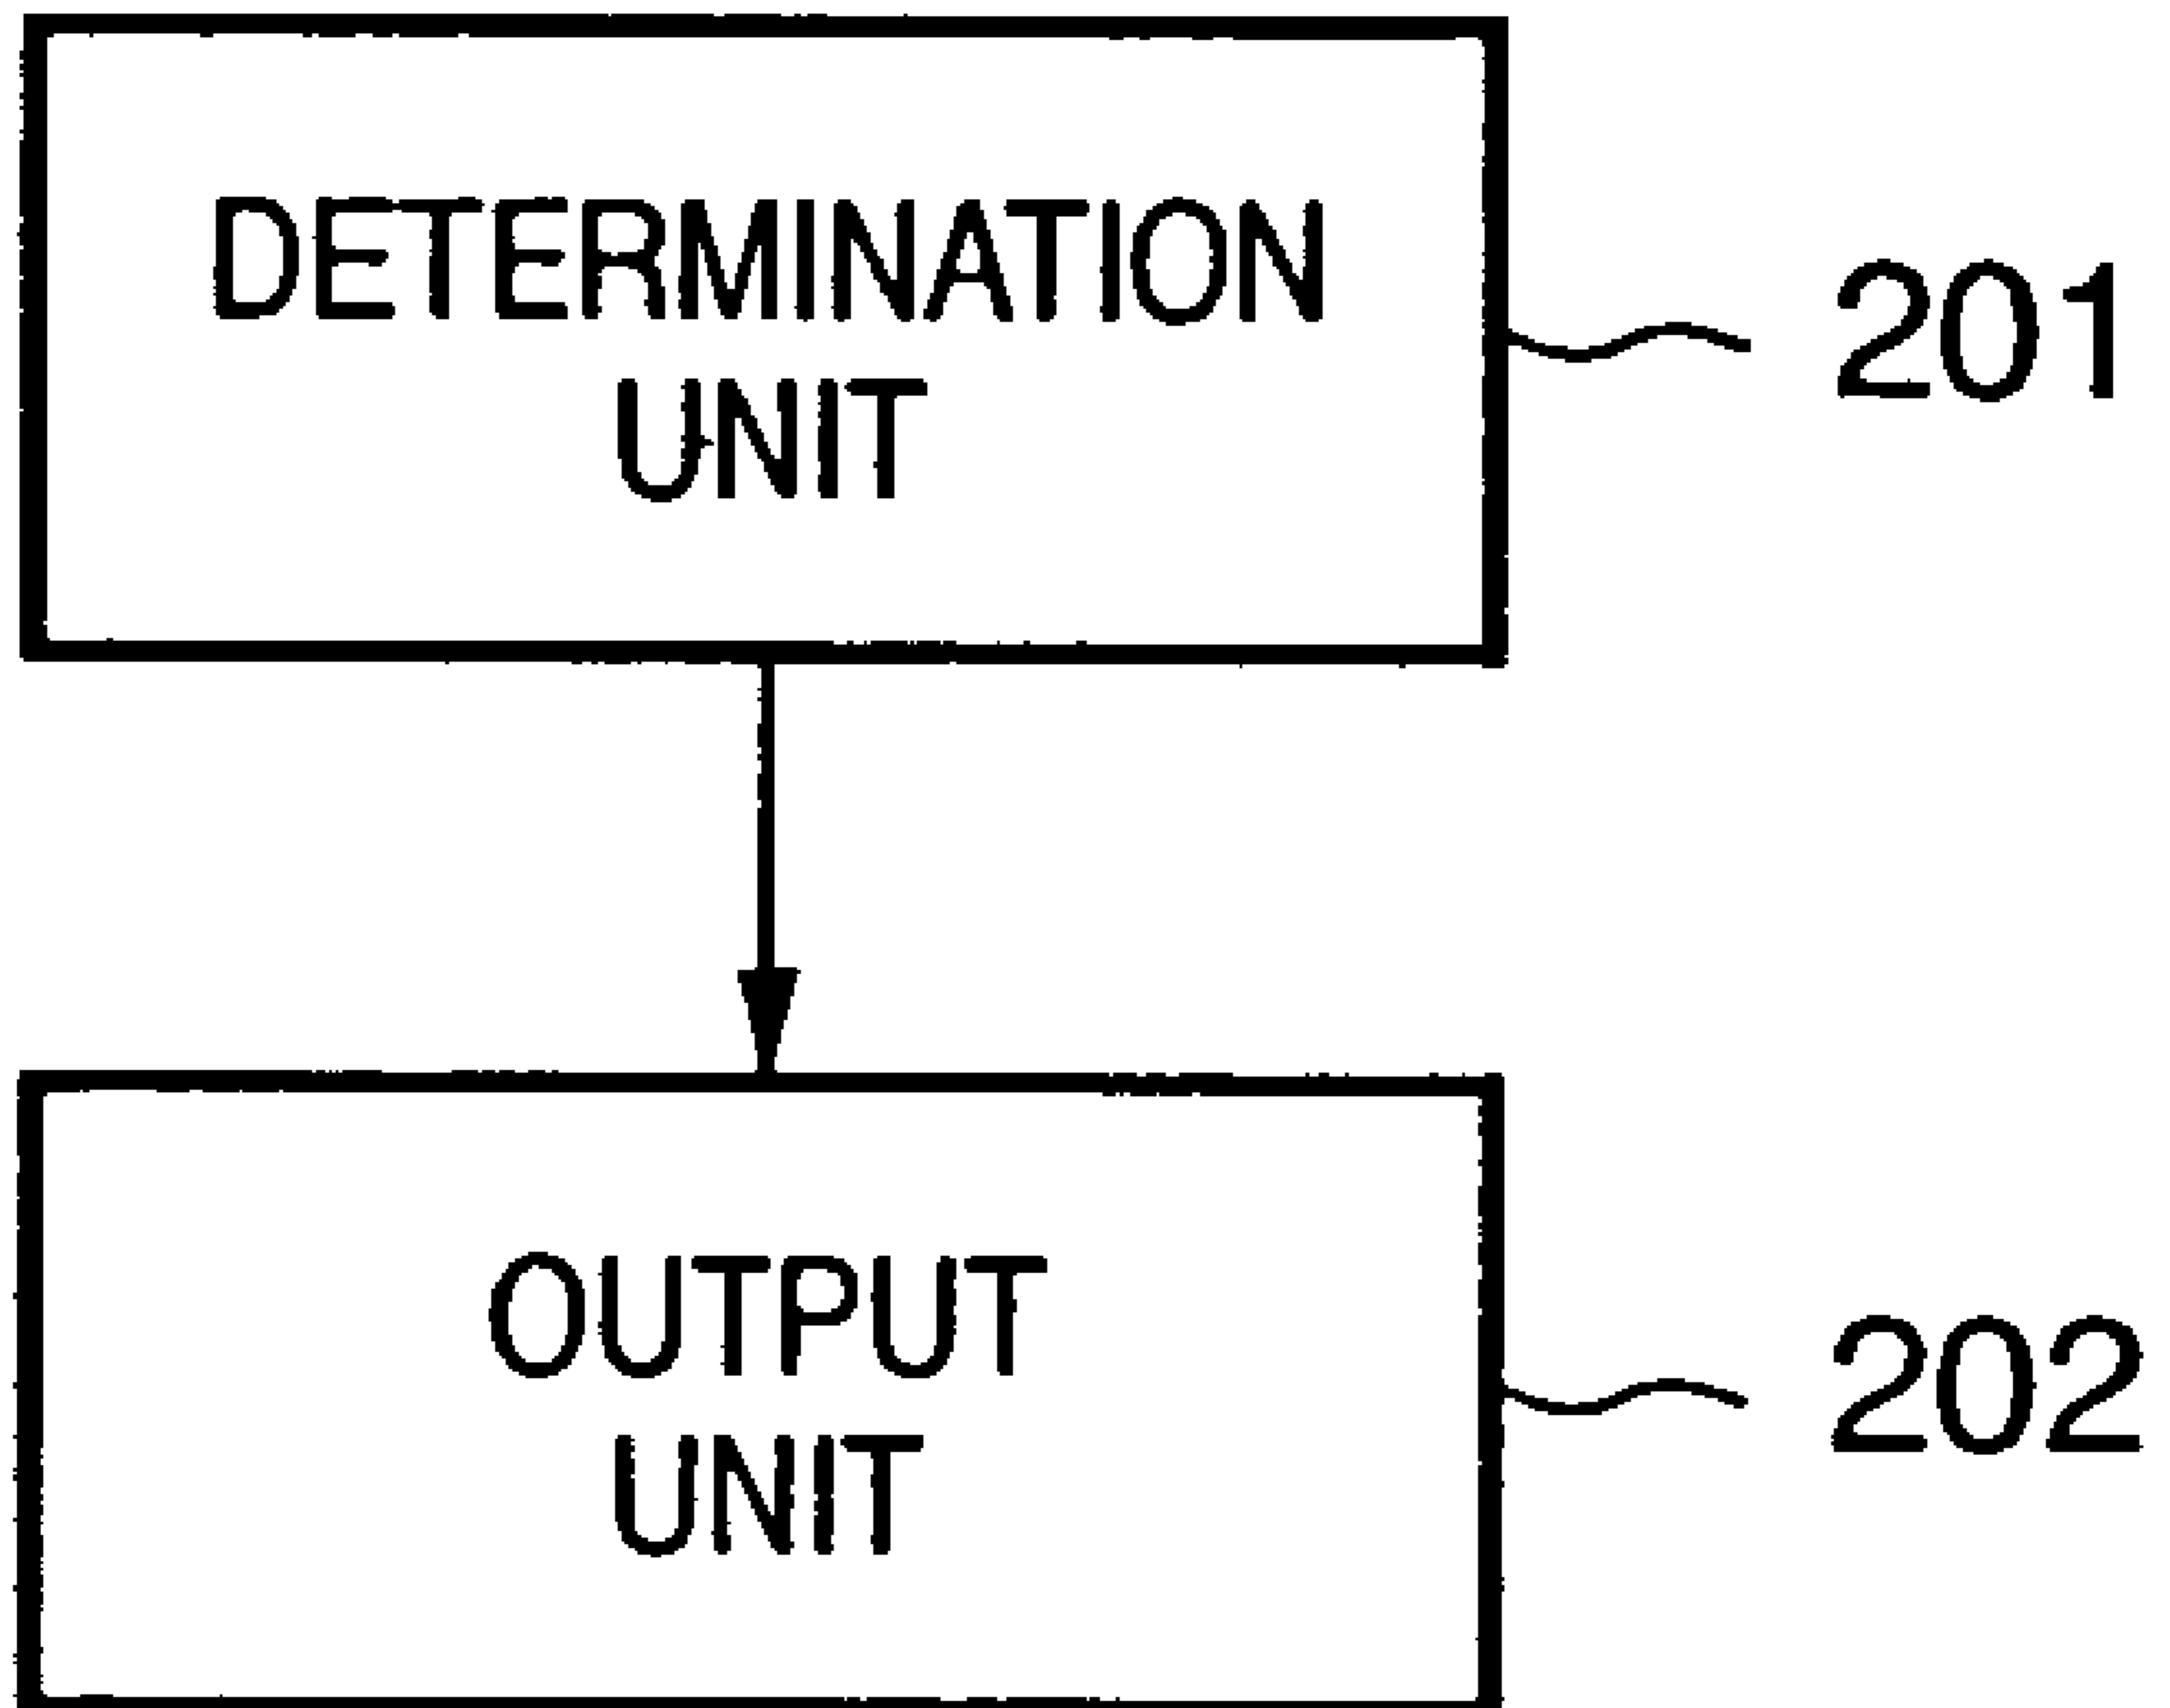 DETERMINATION
UNIT
201
OUTPUT
UNIT
202